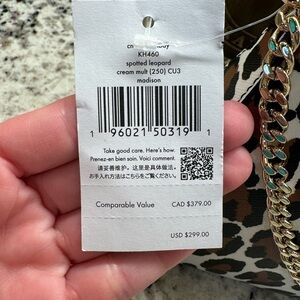 KH460
spotted leopard
cream mult (250) CU3
madison
1 96021 50319 1
Take good care. Here's how.
Prenez-en bien soin. Voici comment.
请妥善维护。这里是具体做法。
お手入れ方法はこちらをご覧ください。
Comparable Value CAD $379.00
USD $299.00